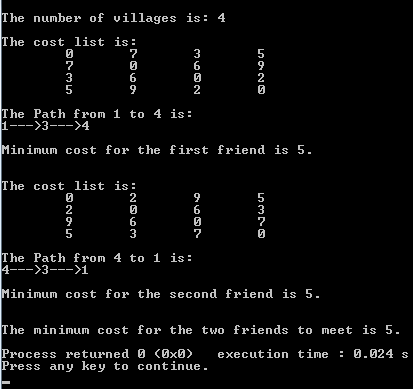 The number of villages is: 4
The cost list is:
0 7 3 5
7 0 6 9
3 6 0 2
5 9 2 0
The Path from 1 to 4 is:
1--->3--->4
Minimum cost for the first friend is 5.
The cost list is:
0 2 9 5
2 0 6 3
9 6 0 7
5 3 7 0
The Path from 4 to 1 is:
4--->3--->1
Minimum cost for the second friend is 5.
The minimum cost for the two friends to meet is 5.
Process returned 0 (0x0) execution time : 0.024 s
Press any key to continue.